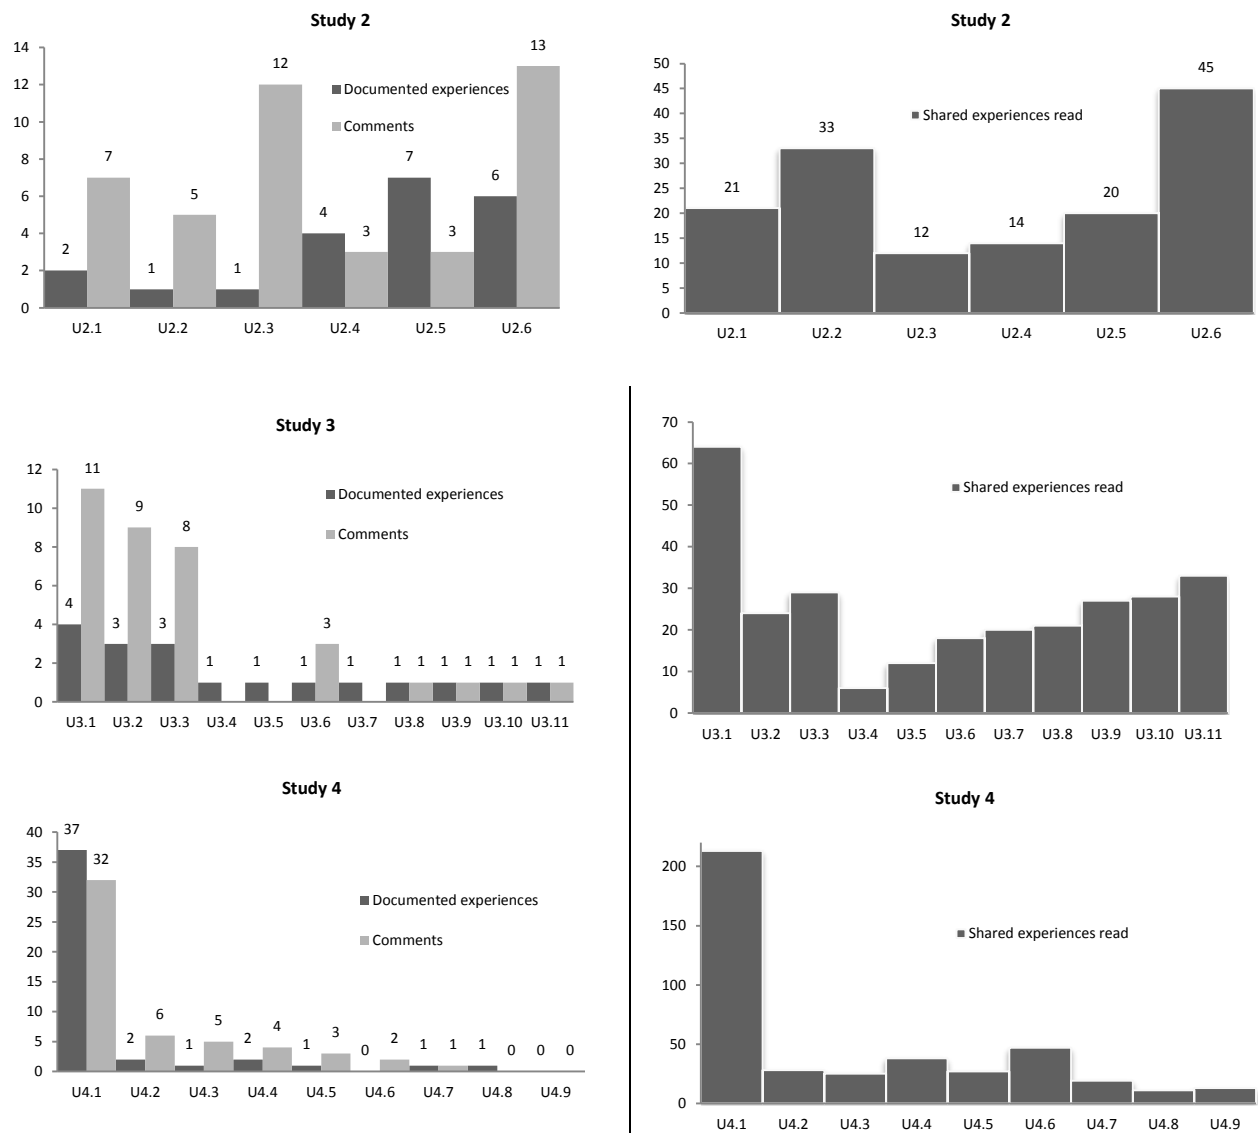 Study 2
14
12
10
8
6
4
2
0
2 7 1 5 1 12 4 3 7 3 6 13
Documented experiences
Comments
U2.1 U2.2 U2.3 U2.4 U2.5 U2.6
Study 2
50
45
40
35
30
25
20
15
10
5
0
21 33 12 14 20 45
Shared experiences read
U2.1 U2.2 U2.3 U2.4 U2.5 U2.6
Study 3
12
10
8
6
4
2
0
4 11 3 9 3 8 1 1 1 3 1 1 1 1 1 1 1 1 1
Documented experiences
Comments
U3.1 U3.2 U3.3 U3.4 U3.5 U3.6 U3.7 U3.8 U3.9 U3.10 U3.11
70
60
50
40
30
20
10
0
Shared experiences read
U3.1 U3.2 U3.3 U3.4 U3.5 U3.6 U3.7 U3.8 U3.9 U3.10 U3.11
Study 4
40
35
30
25
20
15
10
5
0
37 32 2 6 1 5 2 4 1 3 0 2 1 1 1 0 0 0
Documented experiences
Comments
U4.1 U4.2 U4.3 U4.4 U4.5 U4.6 U4.7 U4.8 U4.9
Study 4
200
150
100
50
0
Shared experiences read
U4.1 U4.2 U4.3 U4.4 U4.5 U4.6 U4.7 U4.8 U4.9